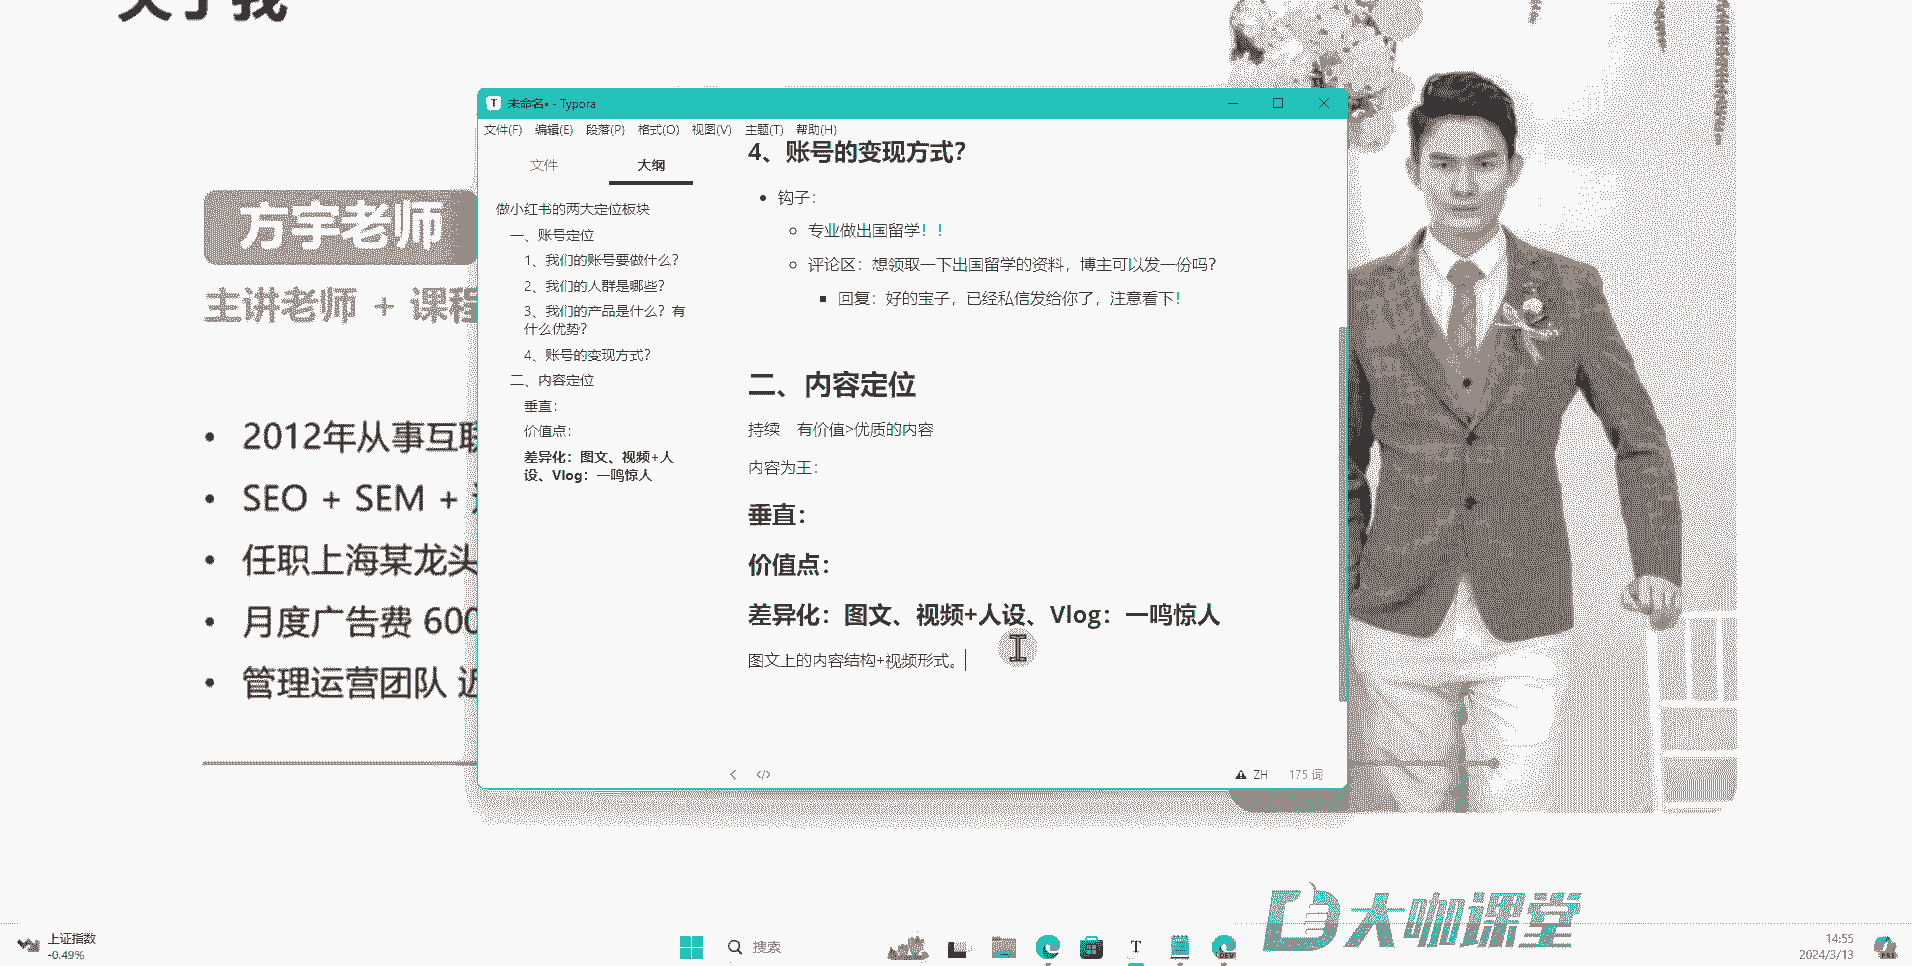 关于我
方宇老师
主讲老师 + 课程
• 2012年从事互联
• SEO + SEM +
• 任职上海某龙头
• 月度广告费 600
• 管理运营团队 近
未命名• - Typora
文件(F) 编辑(E) 段落(P) 格式(O) 视图(V) 主题(T) 帮助(H)
文件 大纲
做小红书的两大定位板块
一、账号定位
1、我们的账号要做什么?
2、我们的人群是哪些?
3、我们的产品是什么?有
什么优势?
4、账号的变现方式?
二、内容定位
垂直:
价值点:
差异化:图文、视频+人
设、Vlog:一鸣惊人
4、账号的变现方式?
钩子:
专业做出国留学!!
评论区:想领取一下出国留学的资料,博主可以发一份吗?
回复:好的宝子,已经私信发给你了,注意看下!
二、内容定位
持续 有价值>优质的内容
内容为王:
垂直:
价值点:
差异化:图文、视频+人设、Vlog:一鸣惊人
图文上的内容结构+视频形式。
ZH 175 词
大咖课堂
上证指数
-0.49%
搜索
DEV
14:55
2024/3/13
PRE